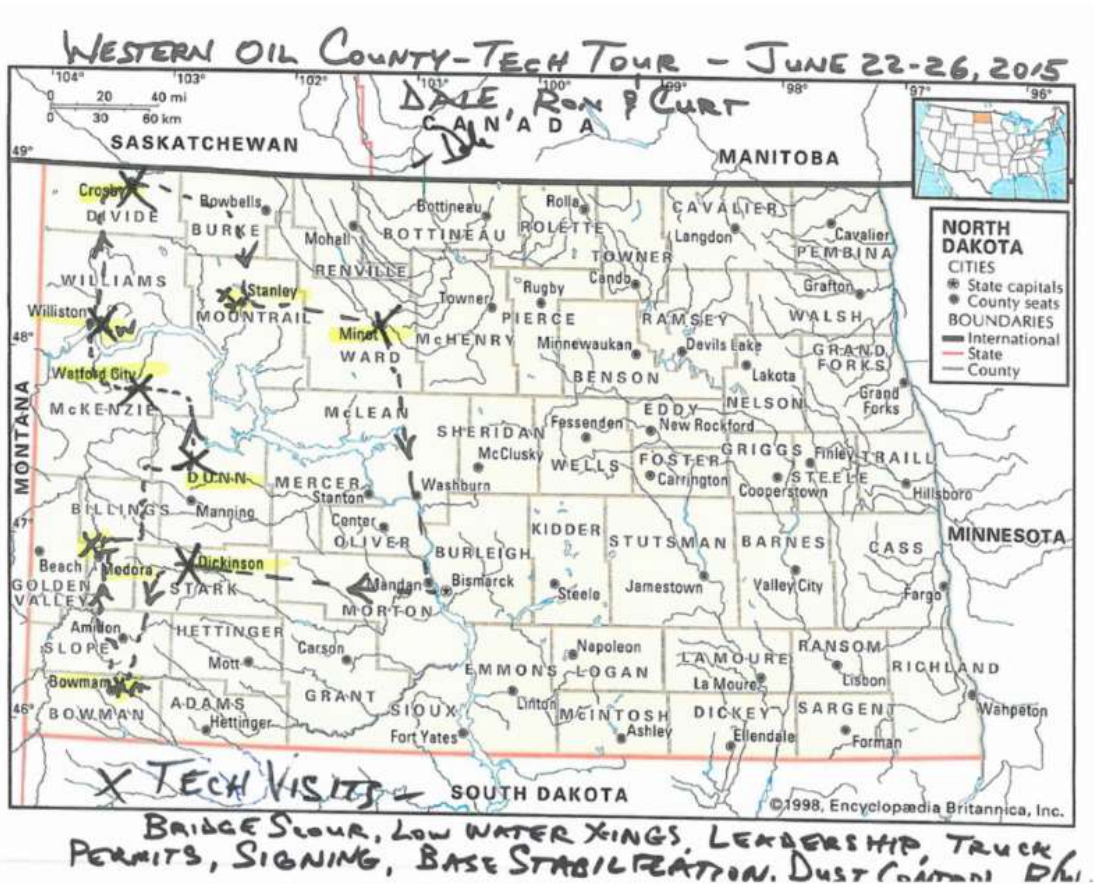 WESTERN OIL COUNTY-TECH TOUR - JUNE 22-26, 2015
104° 103° 102° 101° 100° 99° 98° 97° 96°
0 20 40 mi
0 30 60 km
DALE, RON & CURT
CANADA
Dale
SASKATCHEWAN
MANITOBA
49°
Crosby
DIVIDE
Bowbells
BURKE
Mohall
RENVILLE
Bottineau
BOTTINEAU
Rolla
ROLETTE
TOWNER
Cando
CAVALIER
Langdon
Cavalier
PEMBINA
NORTH
DAKOTA
CITIES
State capitals
County seats
BOUNDARIES
International
State
County
WILLIAMS
Williston
Stanley
MOUNTRAIL
Minot
WARD
Towner
McHENRY
Rugby
PIERCE
Minnewaukan
BENSON
RAMSEY
Devils Lake
Grafton
WALSH
GRAND
FORKS
Lakota
NELSON
Grand
Forks
48°
Watford City
McKENZIE
McLEAN
SHERIDAN
McClusky
Fessenden
WELLS
EDDY
New Rockford
FOSTER
Carrington
GRIGGS
Cooperstown
Finley
STEELE
TRAILL
Hillsboro
MONTANA
DUNN
Manning
MERCER
Stanton
Washburn
BILLINGS
47°
Center
OLIVER
BURLEIGH
KIDDER
STUTSMAN
BARNES
CASS
MINNESOTA
Beach
Medora
Dickinson
GOLDEN
VALLEY
STARK
Mandan
Bismarck
MORTON
Steele
Jamestown
Valley City
Fargo
Amidon
SLOPE
HETTINGER
Mott
Carson
GRANT
EMMONS
Linton
Napoleon
LOGAN
LA MOURE
La Moure
RANSOM
Lisbon
RICHLAND
Wahpeton
Bowman
BOWMAN
ADAMS
Hettinger
SIOUX
Fort Yates
McINTOSH
Ashley
DICKEY
Ellendale
SARGENT
Forman
46°
X TECH VISITS -
SOUTH DAKOTA
©1998, Encyclopædia Britannica, Inc.
BRIDGE SCOUR, LOW WATER XINGS, LEADERSHIP, TRUCK
PERMITS, SIGNING, BASE STABILIZATION, DUST CONTROL,